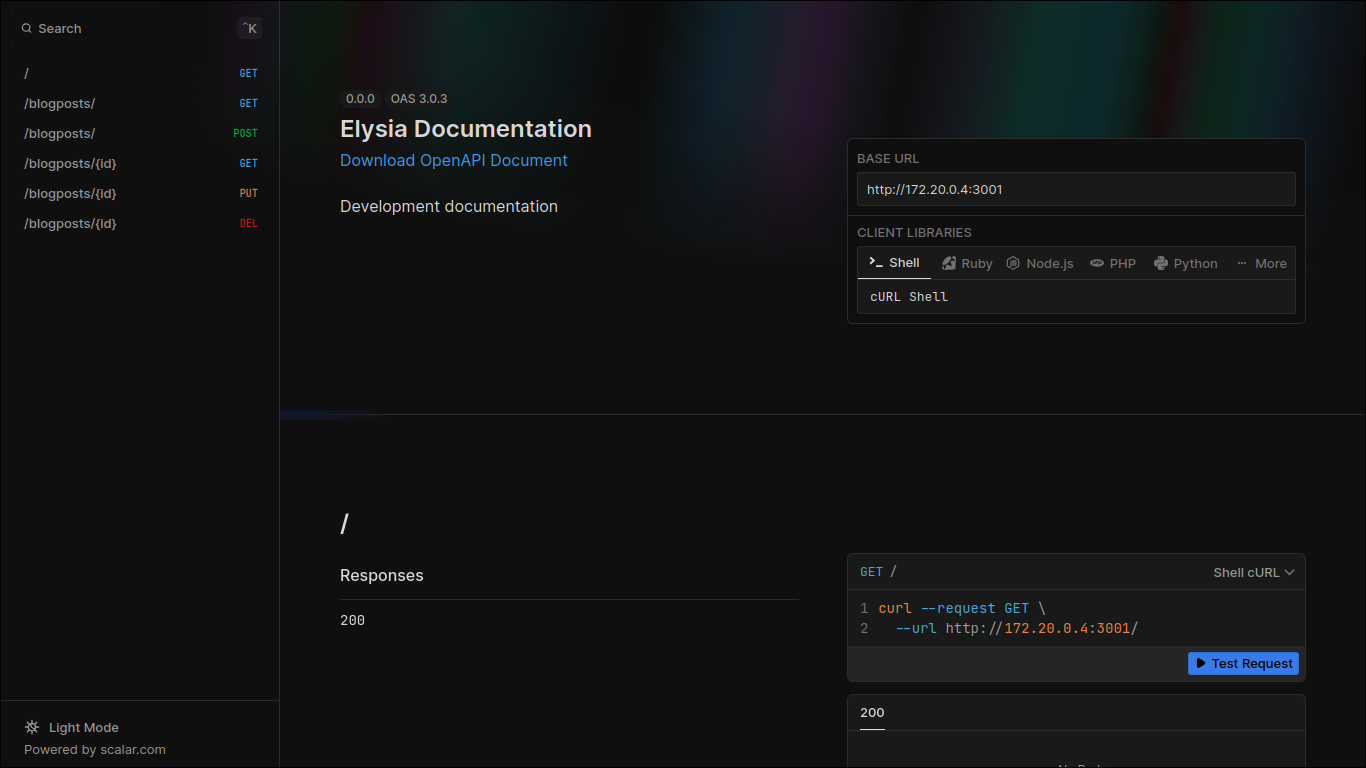 Search ^K
/ GET
/blogposts/ GET
/blogposts/ POST
/blogposts/{id} GET
/blogposts/{id} PUT
/blogposts/{id} DEL
Light Mode
Powered by scalar.com
0.0.0 OAS 3.0.3
Elysia Documentation
Download OpenAPI Document
Development documentation
BASE URL
http://172.20.0.4:3001
CLIENT LIBRARIES
Shell Ruby Node.js PHP Python ··· More
cURL Shell
/
Responses
200
GET / Shell cURL
1 curl --request GET \
2 --url http://172.20.0.4:3001/
Test Request
200